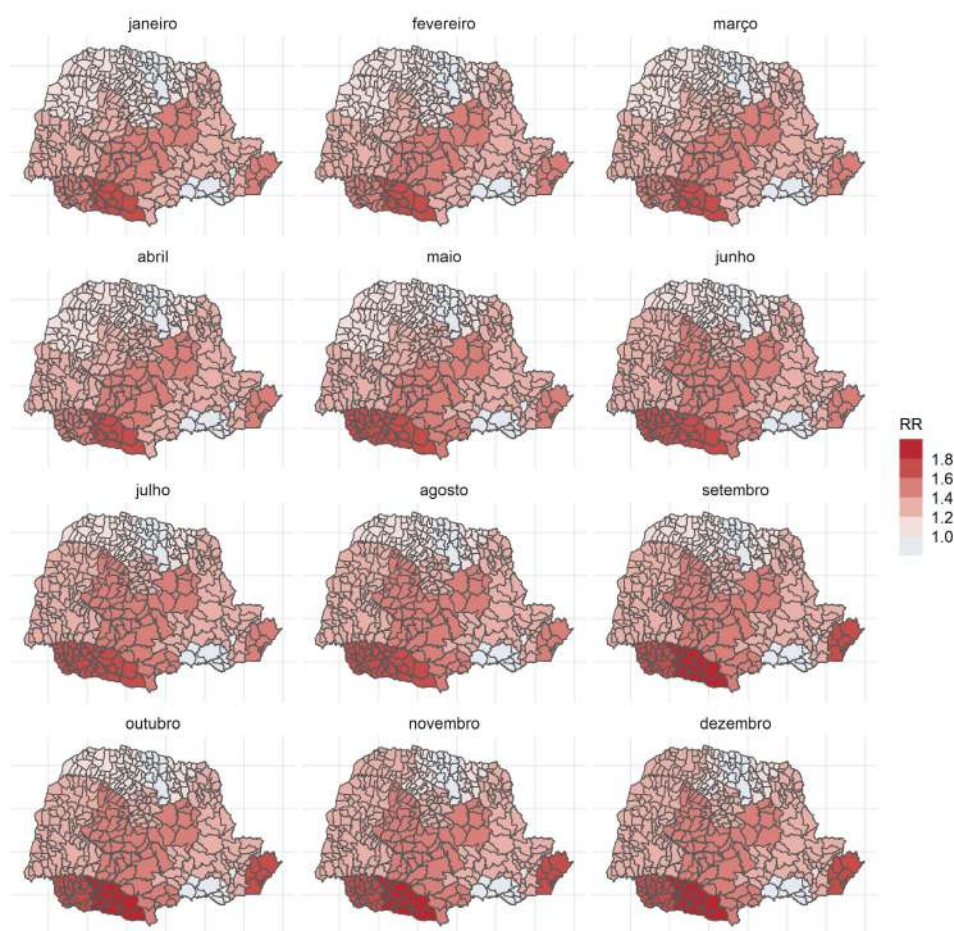 janeiro
fevereiro
março
abril
maio
junho
julho
agosto
setembro
outubro
novembro
dezembro
RR
1.8
1.6
1.4
1.2
1.0